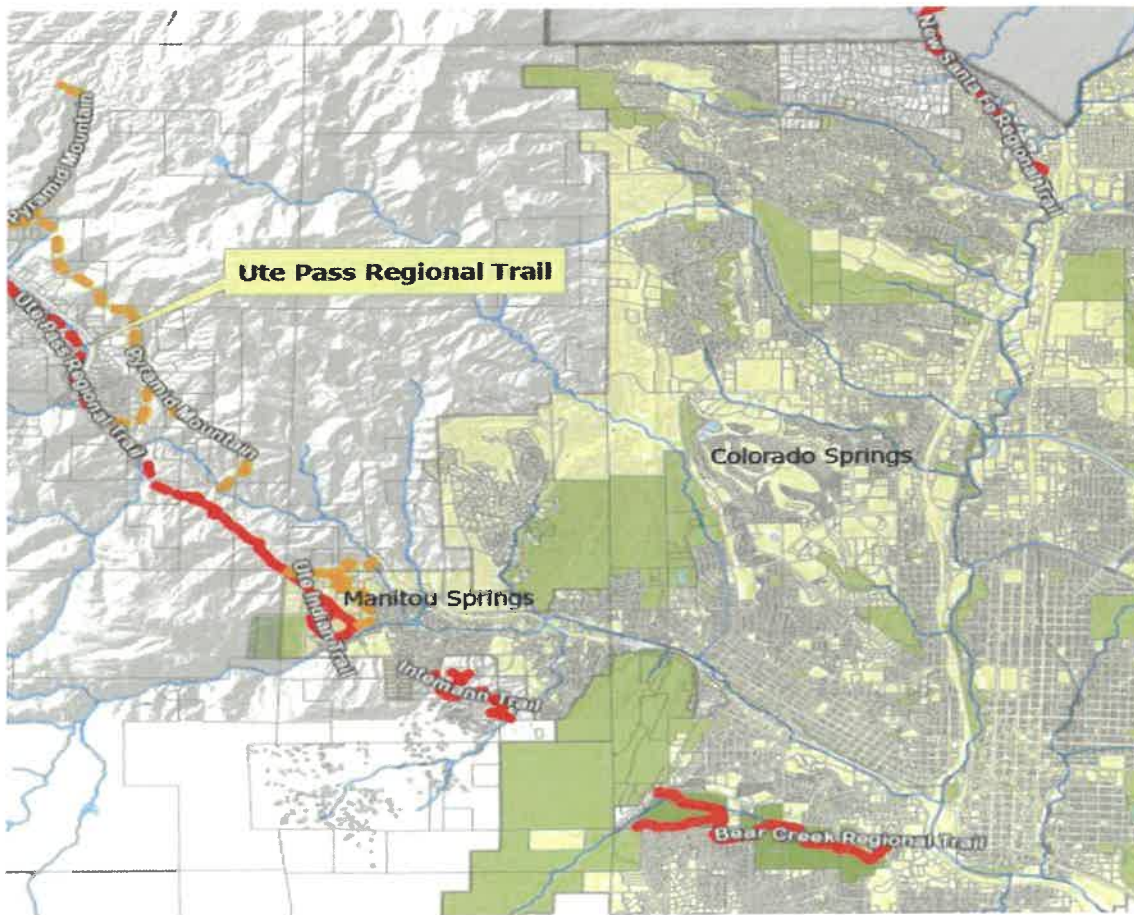 New Santa Fe Regional Trail
Pyramid Mountain
Ute Pass Regional Trail
Ute Pass Regional Trail
Pyramid Mountain
Colorado Springs
Ute Indian Trail
Manitou Springs
Intemann Trail
Bear Creek Regional Trail